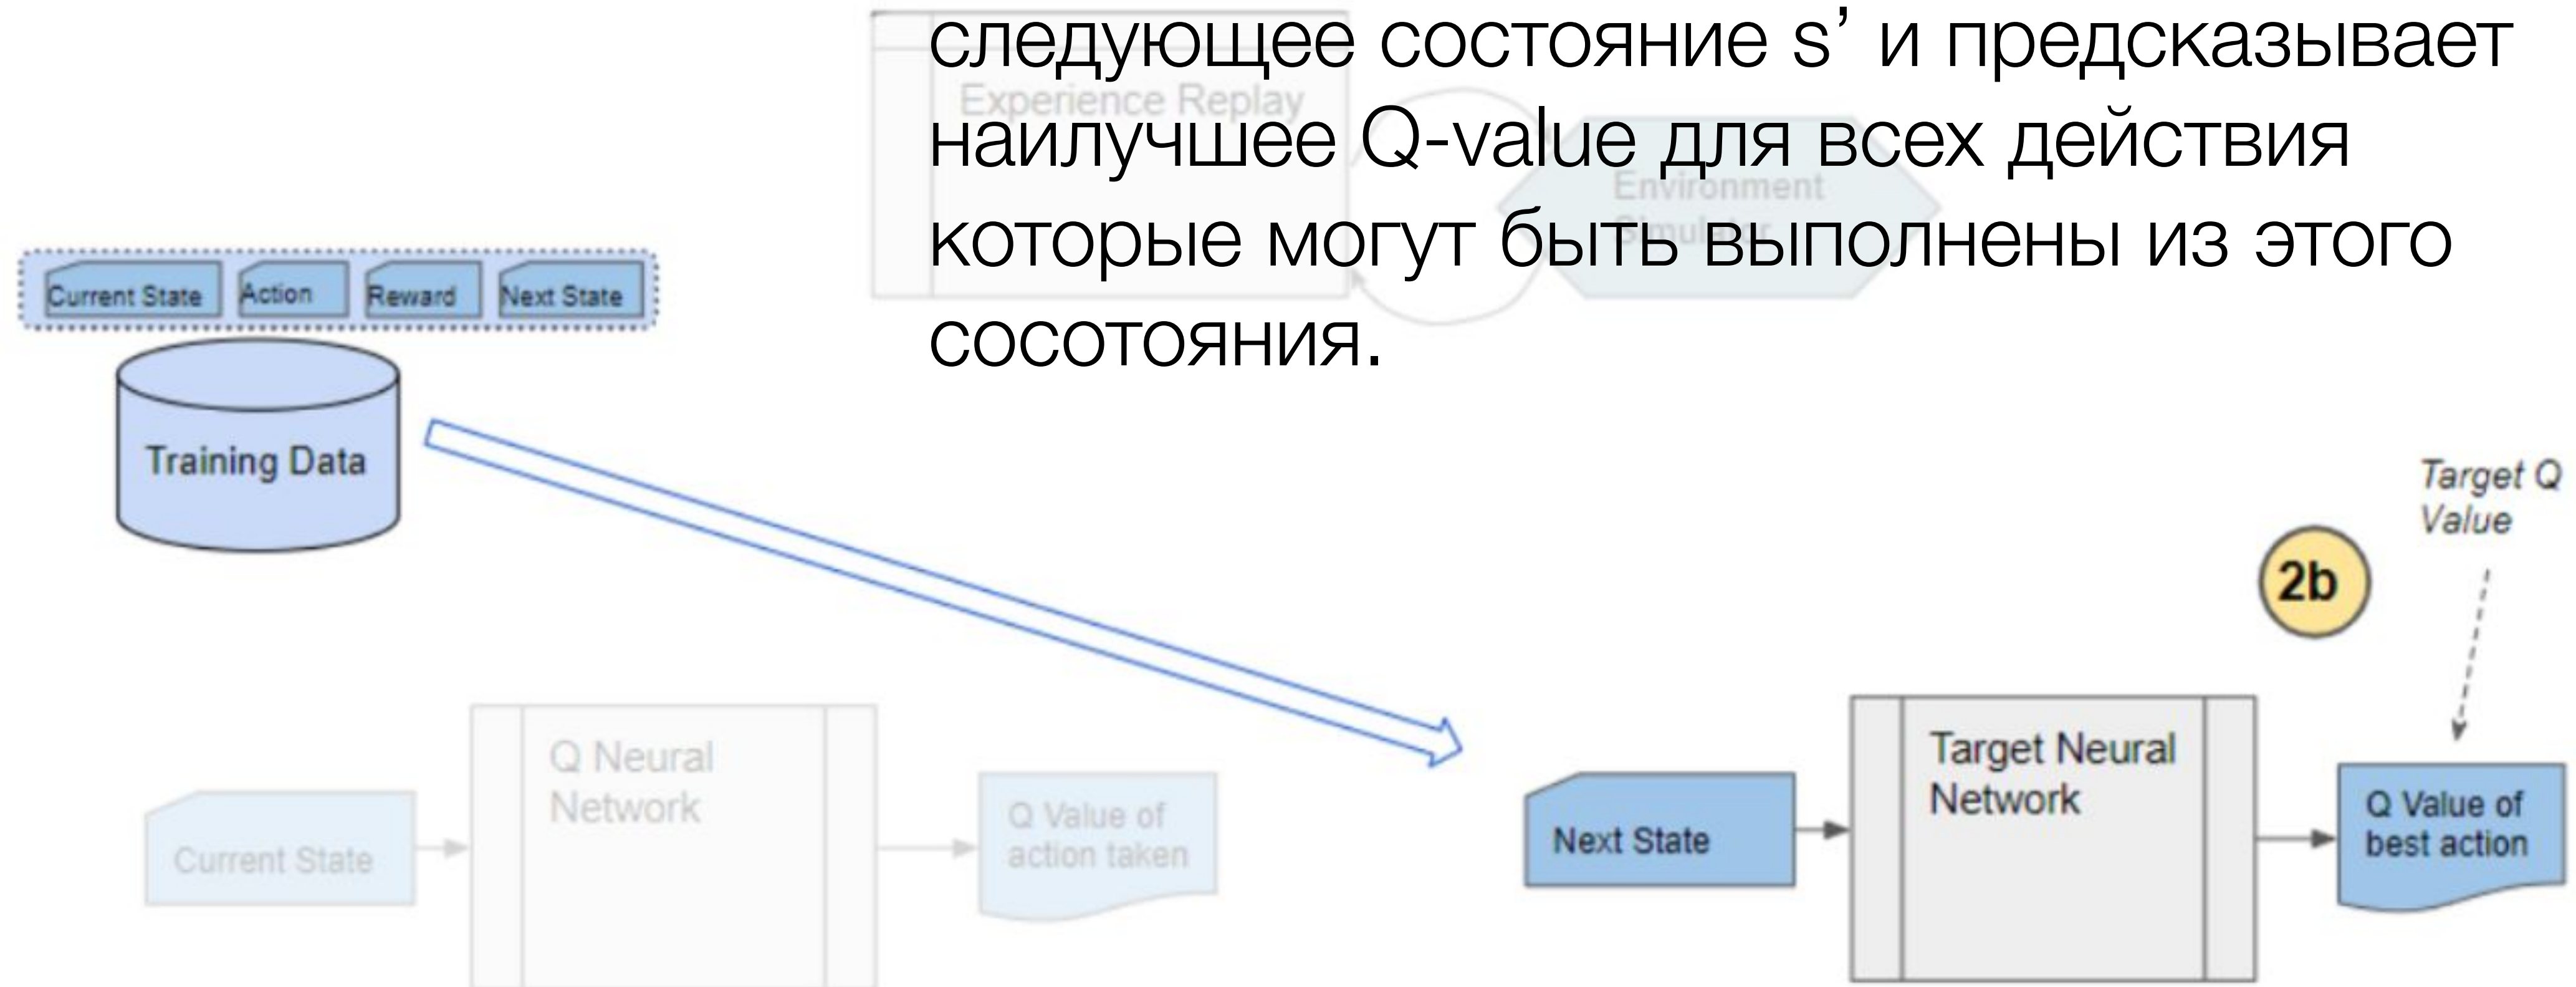 следующее состояние s’ и предсказывает
наилучшее Q-value для всех действия
которые могут быть выполнены из этого
сосотояния.
Experience Replay
Environment
Simulator
Current State
Action
Reward
Next State
Training Data
Target Q
Value
2b
Q Neural
Network
Current State
Q Value of
action taken
Target Neural
Network
Next State
Q Value of
best action